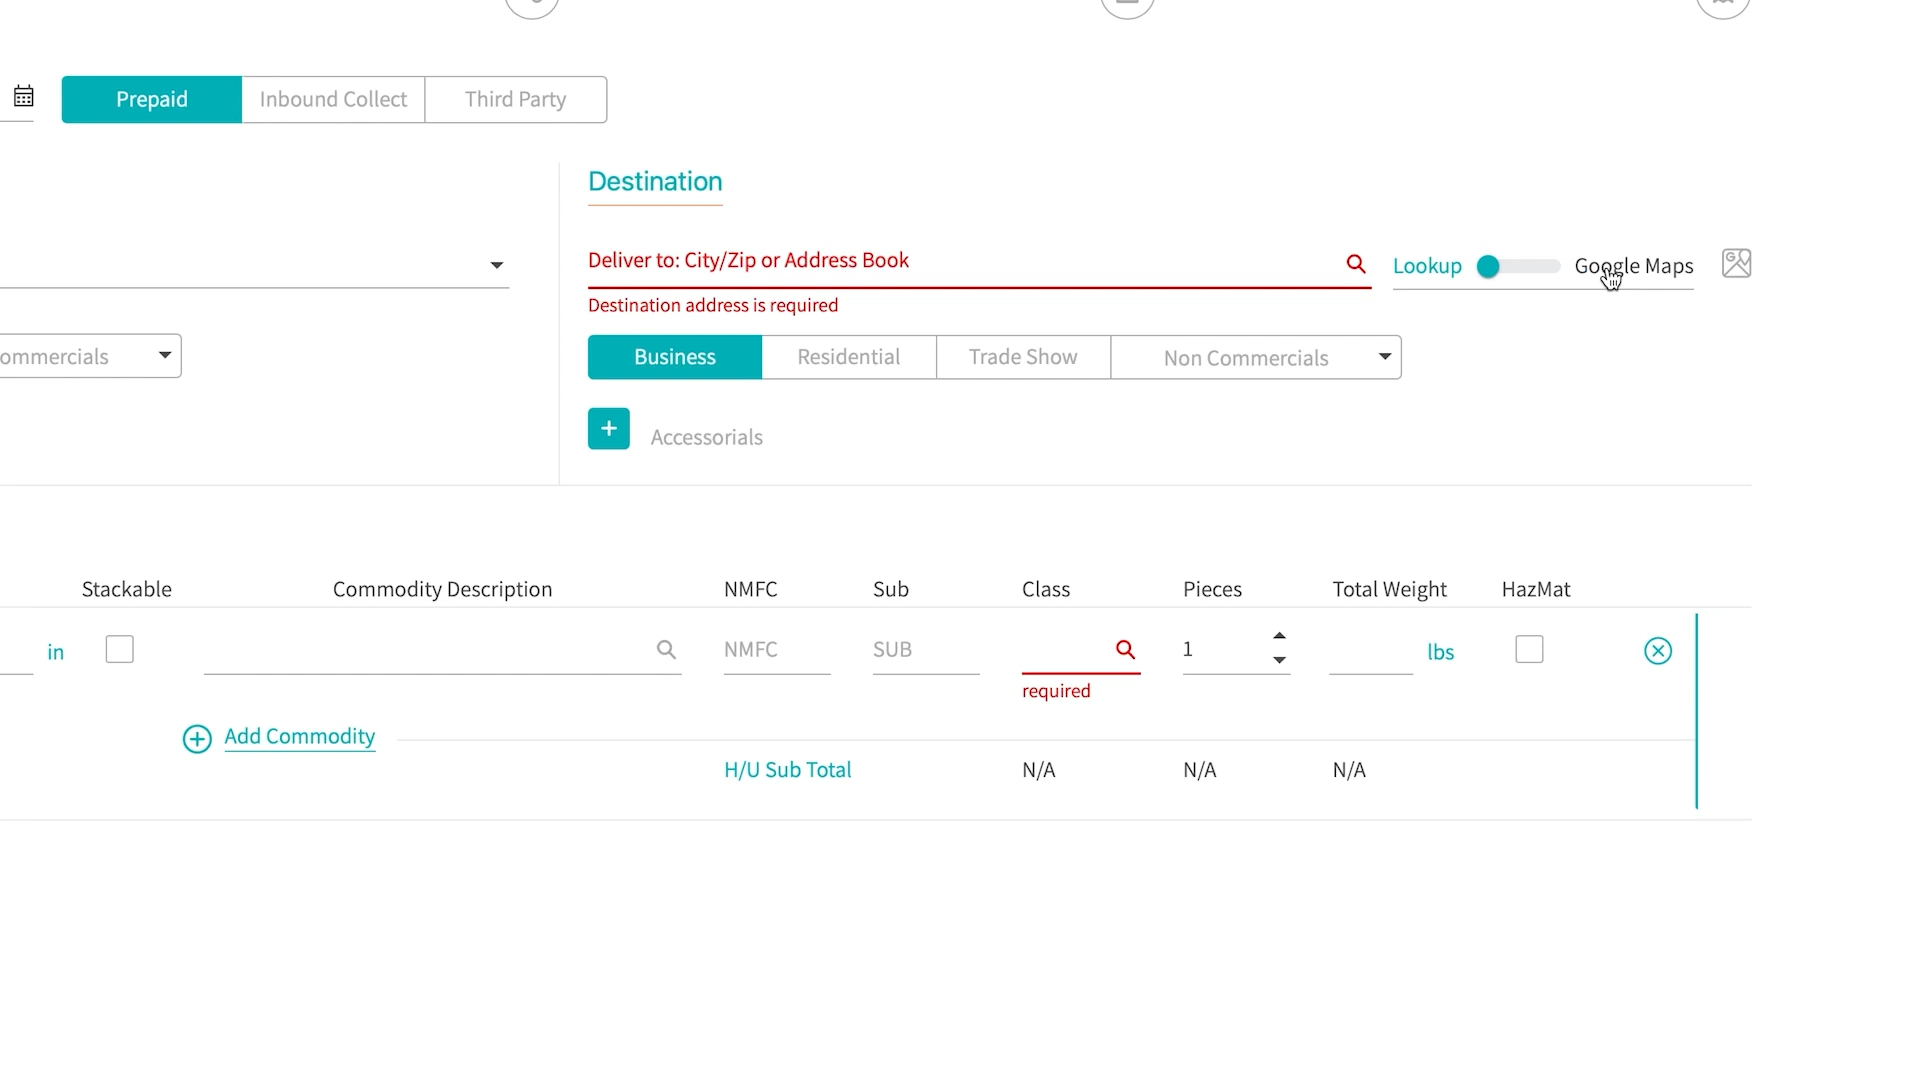 Prepaid Inbound Collect Third Party
Destination
Deliver to: City/Zip or Address Book Lookup Google Maps
Destination address is required
ommercials Business Residential Trade Show Non Commercials
+ Accessorials
Stackable Commodity Description NMFC Sub Class Pieces Total Weight HazMat
in NMFC SUB 1 lbs
required
Add Commodity
H/U Sub Total N/A N/A N/A